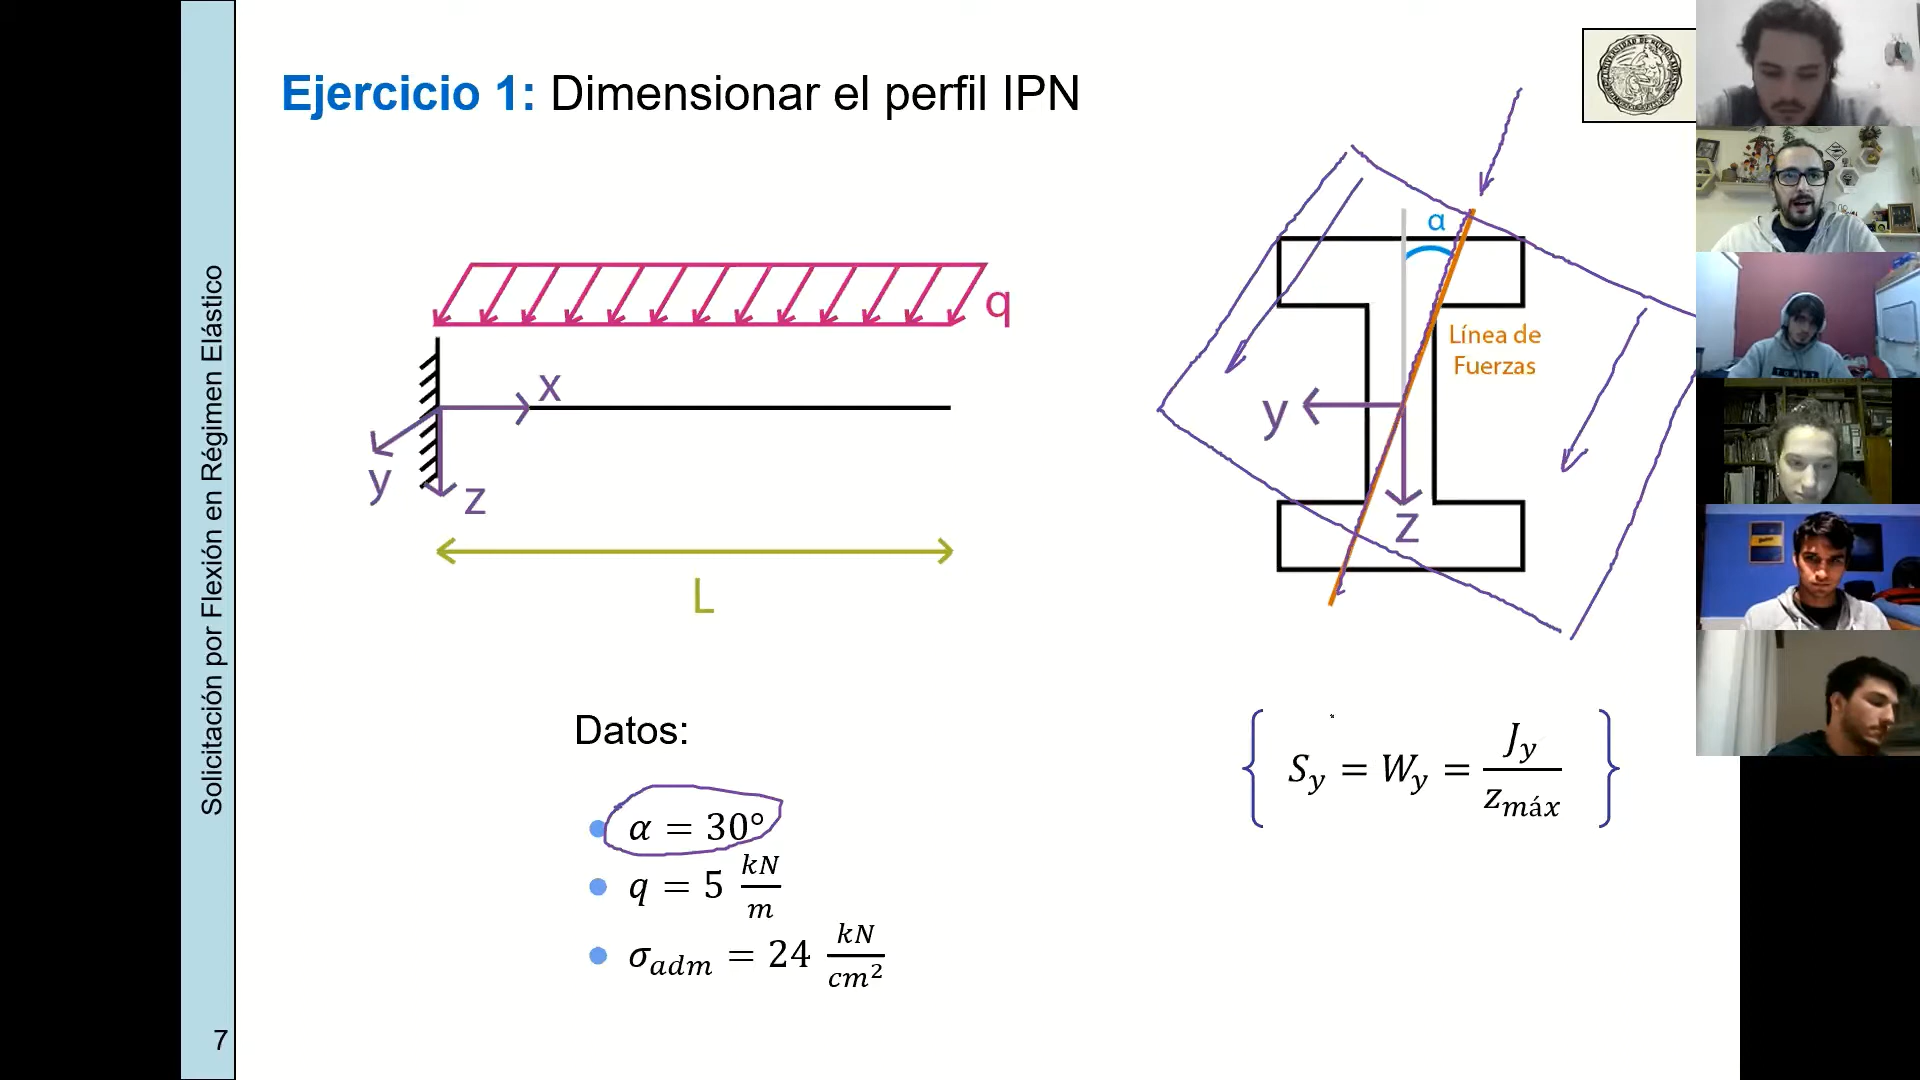 Solicitación por Flexión en Régimen Elástico
7
Ejercicio 1: Dimensionar el perfil IPN
q
x
y
z
L
α
Línea de
Fuerzas
y
z
Datos:
α = 30°
q = 5 kN/m
σadm = 24 kN/cm²
{ Sy = Wy = Jy/zmáx }